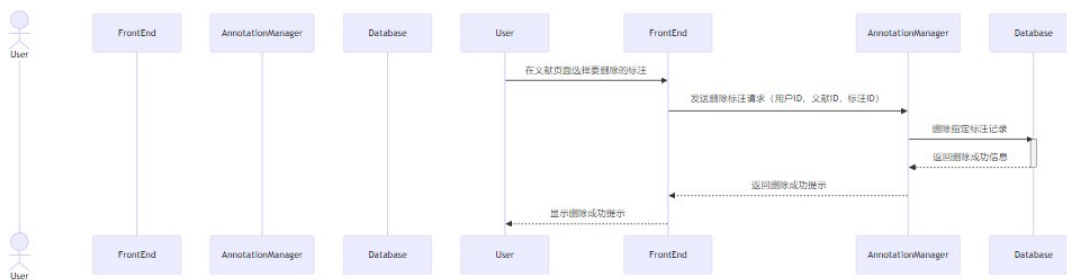 User
FrontEnd
AnnotationManager
Database
User
FrontEnd
AnnotationManager
Database
在文献页面选择要删除的标注
发送删除标注请求（用户ID、文献ID、标注ID）
删除指定标注记录
返回删除成功信息
返回删除成功提示
显示删除成功提示
User
FrontEnd
AnnotationManager
Database
User
FrontEnd
AnnotationManager
Database